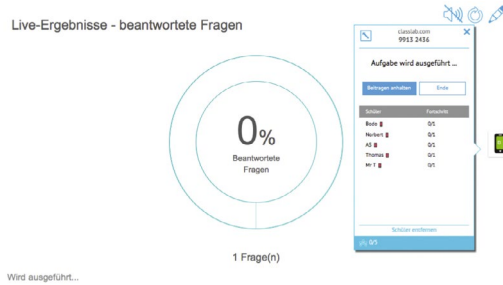 Live-Ergebnisse - beantwortete Fragen
classlab.com
9913 2436
Aufgabe wird ausgeführt ...
Beitragen anhalten
Ende
Schüler Fortschritt
Bodo 0/1
Norbert 0/1
AS 0/1
Thomas 0/1
Mr T 0/1
Schüler entfernen
0/5
0%
Beantwortete
Fragen
1 Frage(n)
Wird ausgeführt...